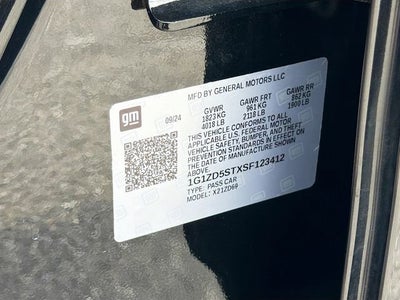 MFD BY GENERAL MOTORS LLC
gm
09/24
GVWR GAWR FRT GAWR RR
1823 KG 961 KG 862 KG
4018 LB 2118 LB 1900 LB
THIS VEHICLE CONFORMS TO ALL
APPLICABLE U.S. FEDERAL MOTOR
VEHICLE SAFETY, BUMPER, AND THEFT
PREVENTION STANDARDS IN EFFECT ON
THE DATE OF MANUFACTURE SHOWN
ABOVE.
1G1ZD5STXSF123412
TYPE: PASS CAR
MODEL: X21ZD69